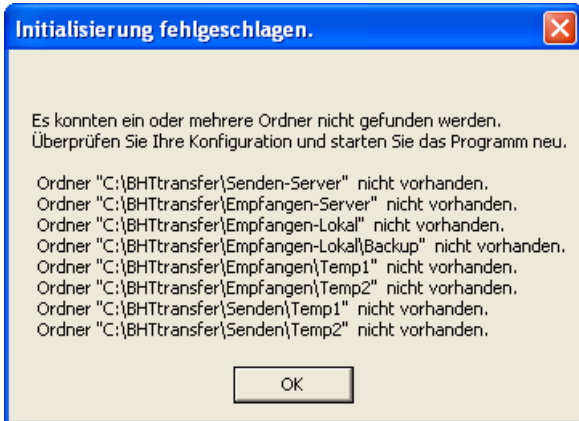 Initialisierung fehlgeschlagen.
Es konnten ein oder mehrere Ordner nicht gefunden werden.
Überprüfen Sie Ihre Konfiguration und starten Sie das Programm neu.
Ordner "C:\BHTtransfer\Senden-Server" nicht vorhanden.
Ordner "C:\BHTtransfer\Empfangen-Server" nicht vorhanden.
Ordner "C:\BHTtransfer\Empfangen-Lokal" nicht vorhanden.
Ordner "C:\BHTtransfer\Empfangen-Lokal\Backup" nicht vorhanden.
Ordner "C:\BHTtransfer\Empfangen\Temp1" nicht vorhanden.
Ordner "C:\BHTtransfer\Empfangen\Temp2" nicht vorhanden.
Ordner "C:\BHTtransfer\Senden\Temp1" nicht vorhanden.
Ordner "C:\BHTtransfer\Senden\Temp2" nicht vorhanden.
OK